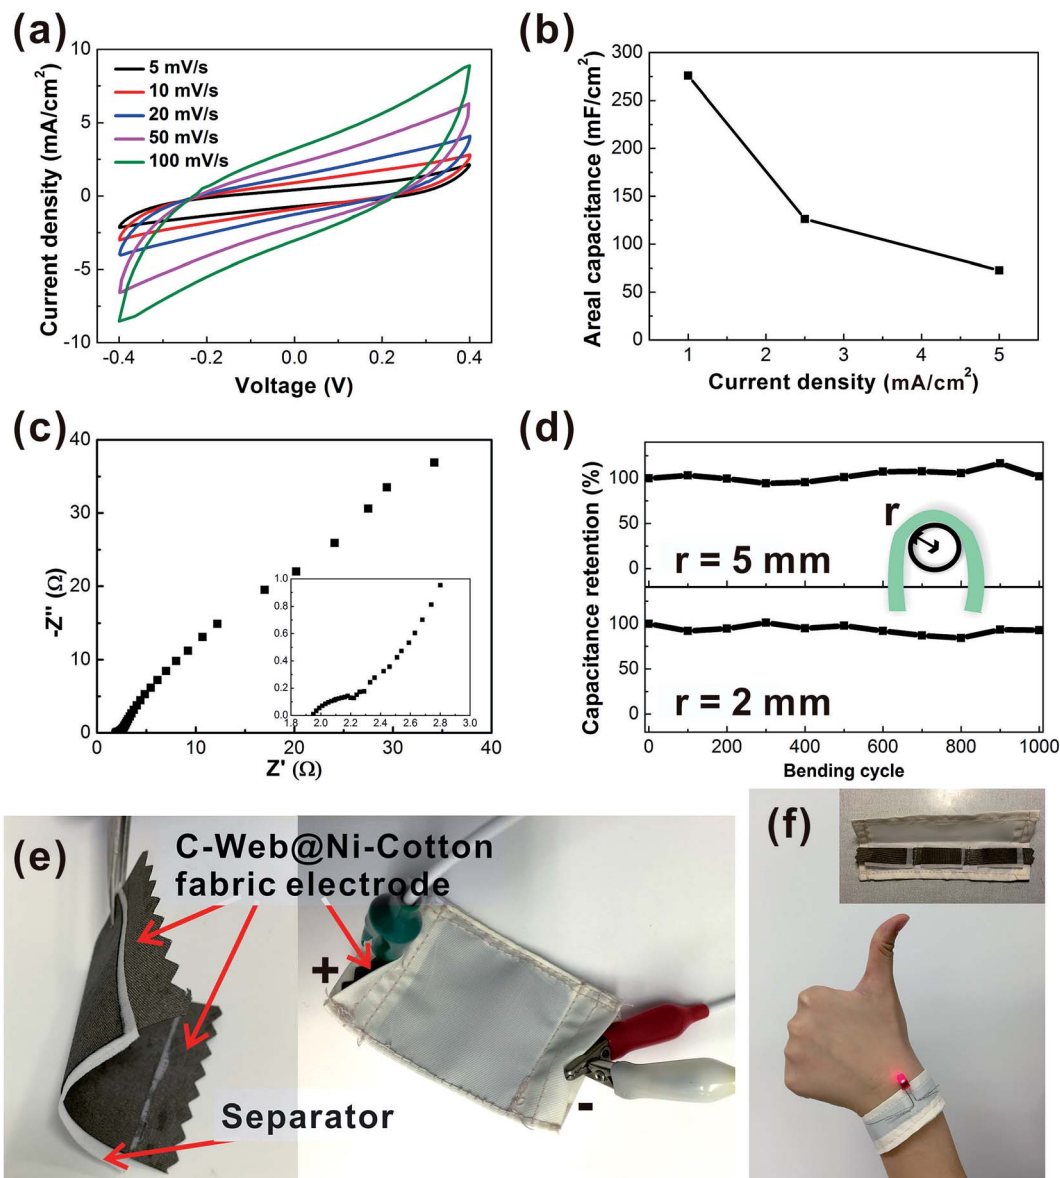 (a)
10
5
0
-5
-10
Current density (mA/cm²)
5 mV/s
10 mV/s
20 mV/s
50 mV/s
100 mV/s
-0.4
-0.2
0.0
0.2
0.4
Voltage (V)
(b)
300
250
200
150
100
50
0
Areal capacitance (mF/cm²)
1
2
3
4
5
Current density (mA/cm²)
(c)
40
30
20
10
0
-Z'' (Ω)
1.0
0.8
0.6
0.4
0.2
0.0
1.8
2.0
2.2
2.4
2.6
2.8
3.0
0
10
20
30
40
Z' (Ω)
(d)
Capacitance retention (%)
100
50
0
r
r = 5 mm
100
50
0
r = 2 mm
0
200
400
600
800
1000
Bending cycle
(e)
C-Web@Ni-Cotton
fabric electrode
+
-
Separator
(f)